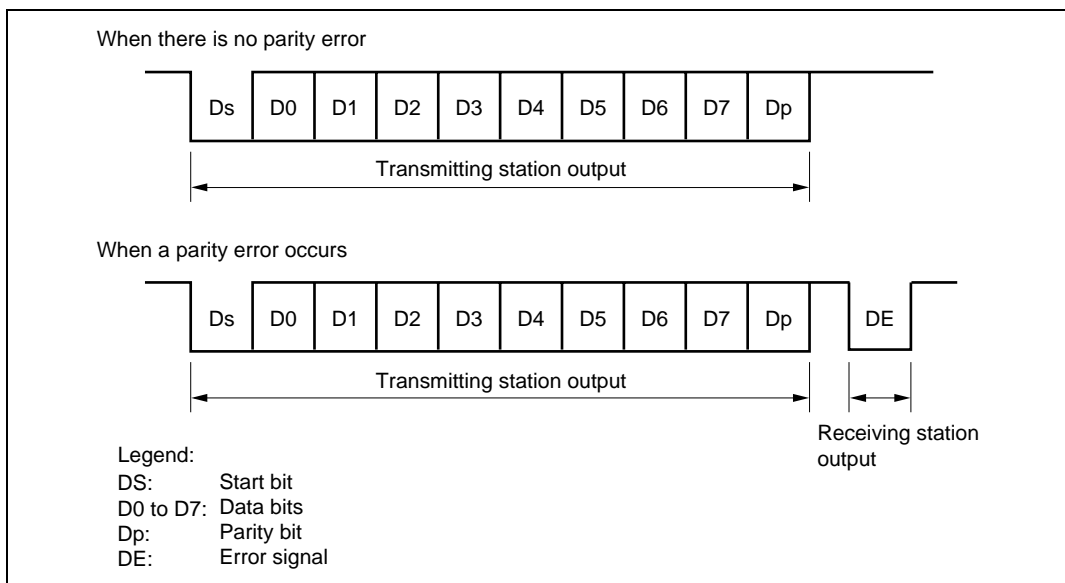 When there is no parity error
Ds D0 D1 D2 D3 D4 D5 D6 D7 Dp
Transmitting station output
When a parity error occurs
Ds D0 D1 D2 D3 D4 D5 D6 D7 Dp DE
Transmitting station output
Receiving station
output
Legend:
DS: Start bit
D0 to D7: Data bits
Dp: Parity bit
DE: Error signal